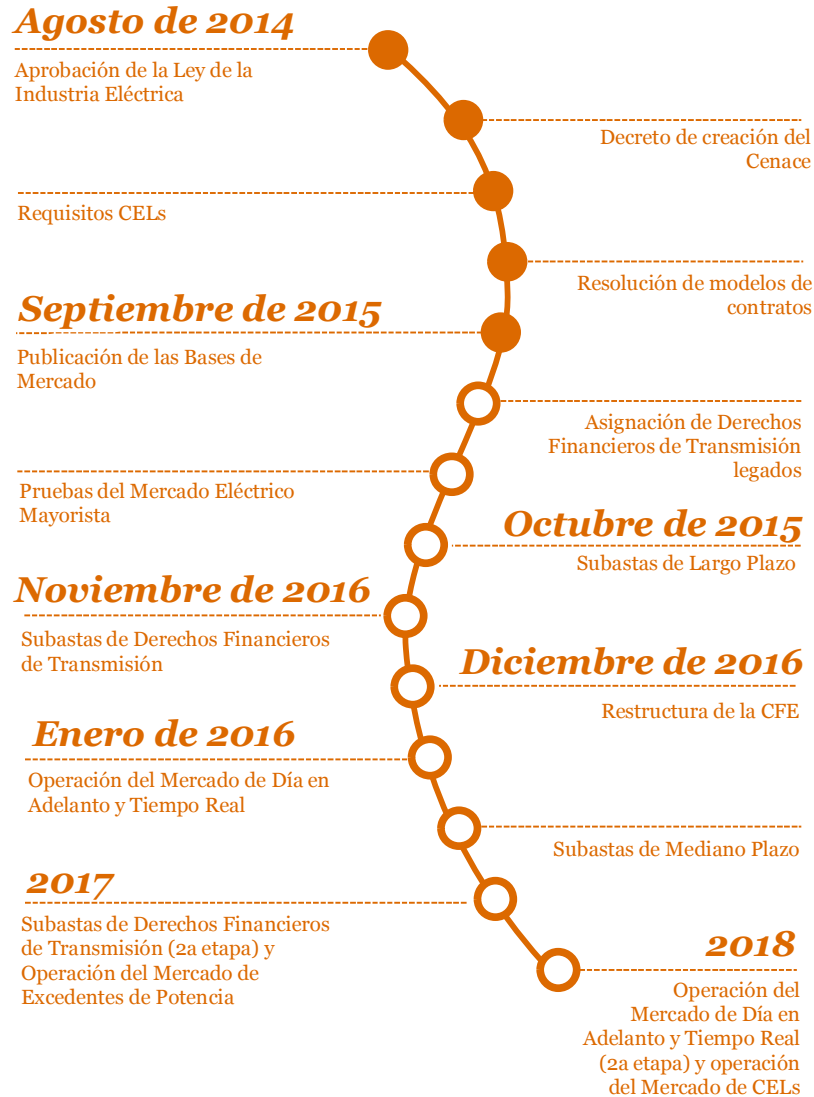 Agosto de 2014
Aprobación de la Ley de la
Industria Eléctrica
Decreto de creación del
Cenace
Requisitos CELs
Resolución de modelos de
contratos
Septiembre de 2015
Publicación de las Bases de
Mercado
Asignación de Derechos
Financieros de Transmisión
legados
Pruebas del Mercado Eléctrico
Mayorista
Octubre de 2015
Subastas de Largo Plazo
Noviembre de 2016
Subastas de Derechos Financieros
de Transmisión
Diciembre de 2016
Restructura de la CFE
Enero de 2016
Operación del Mercado de Día en
Adelanto y Tiempo Real
Subastas de Mediano Plazo
2017
Subastas de Derechos Financieros
de Transmisión (2a etapa) y
Operación del Mercado de
Excedentes de Potencia
2018
Operación del
Mercado de Día en
Adelanto y Tiempo Real
(2a etapa) y operación
del Mercado de CELs